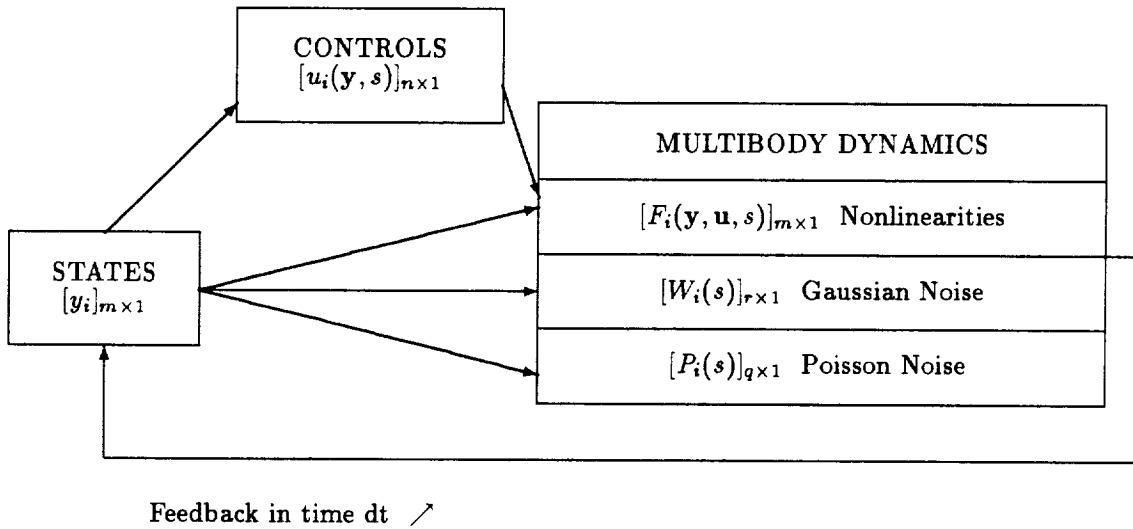 CONTROLS
[u_i(y, s)]_{n×1}
MULTIBODY DYNAMICS
[F_i(y, u, s)]_{m×1} Nonlinearities
STATES
[y_i]_{m×1}
[W_i(s)]_{r×1} Gaussian Noise
[P_i(s)]_{q×1} Poisson Noise
Feedback in time dt ↗